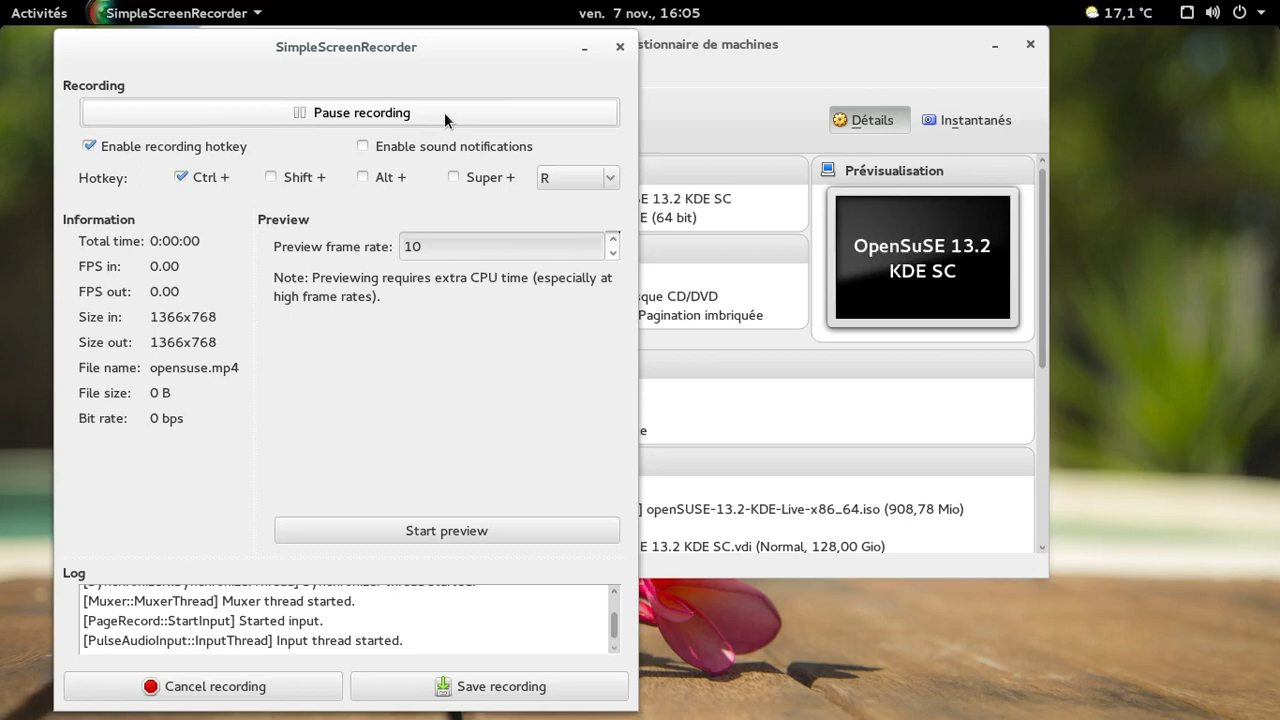 Activités
SimpleScreenRecorder
ven. 7 nov., 16:05
17,1 °C
SimpleScreenRecorder
Recording
Pause recording
Enable recording hotkey
Enable sound notifications
Hotkey:
Ctrl +
Shift +
Alt +
Super +
R
Information
Total time: 0:00:00
FPS in: 0.00
FPS out: 0.00
Size in: 1366x768
Size out: 1366x768
File name: opensuse.mp4
File size: 0 B
Bit rate: 0 bps
Preview
Preview frame rate: 10
Note: Previewing requires extra CPU time (especially at
high frame rates).
Start preview
Log
[Muxer::MuxerThread] Muxer thread started.
[PageRecord::StartInput] Started input.
[PulseAudioInput::InputThread] Input thread started.
Cancel recording
Save recording
stionnaire de machines
Détails
Instantanés
Prévisualisation
OpenSuSE 13.2
KDE SC
SE 13.2 KDE SC
E (64 bit)
sque CD/DVD
Pagination imbriquée
e
] openSUSE-13.2-KDE-Live-x86_64.iso (908,78 Mio)
E 13.2 KDE SC.vdi (Normal, 128,00 Gio)